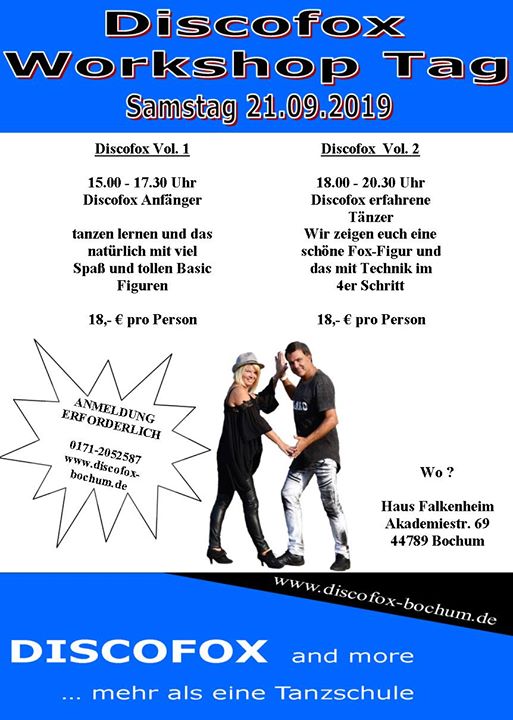 Discofox
Workshop Tag
Samstag 21.09.2019
Discofox Vol. 1
15.00 - 17.30 Uhr
Discofox Anfänger
tanzen lernen und das
natürlich mit viel
Spaß und tollen Basic
Figuren
18,- € pro Person
Discofox Vol. 2
18.00 - 20.30 Uhr
Discofox erfahrene
Tänzer
Wir zeigen euch eine
schöne Fox-Figur und
das mit Technik im
4er Schritt
18,- € pro Person
ANMELDUNG
ERFORDERLICH
0171-2052587
www.discofox-
bochum.de
Wo ?
Haus Falkenheim
Akademiestr. 69
44789 Bochum
www.discofox-bochum.de
DISCOFOX and more
... mehr als eine Tanzschule